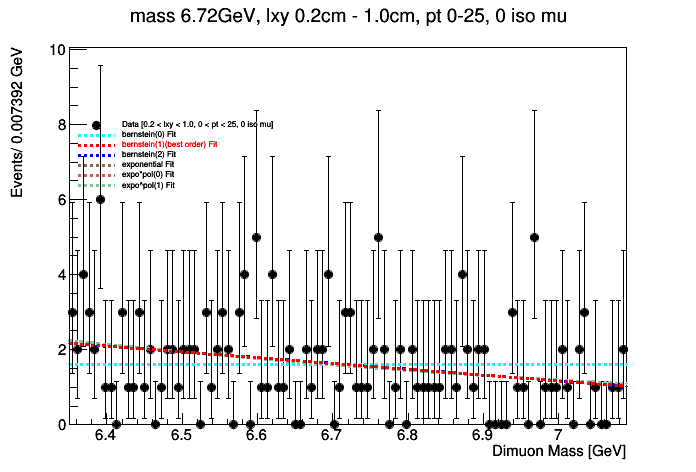 mass 6.72GeV, lxy 0.2cm - 1.0cm, pt 0-25, 0 iso mu
Events/ 0.007392 GeV
10
8
6
4
2
0
Data [0.2 < lxy < 1.0, 0 < pt < 25, 0 iso mu]
bernstein(0) Fit
bernstein(1)(best order) Fit
bernstein(2) Fit
exponential Fit
expo*pol(0) Fit
expo^pol(1) Fit
6.4 6.5 6.6 6.7 6.8 6.9 7
Dimuon Mass [GeV]